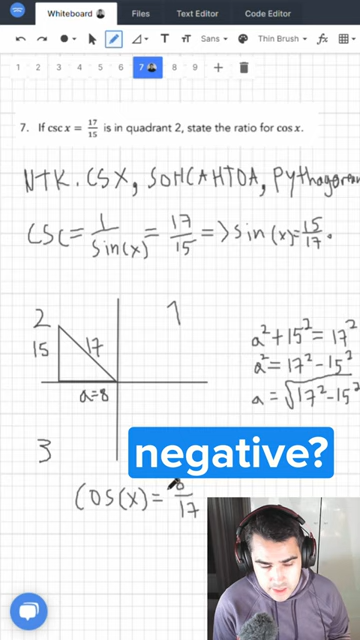 Whiteboard Files Text Editor Code Editor
T Sans Thin Brush fx
1 2 3 4 5 6 7 8 9 +
7. If csc x = 17/15 is in quadrant 2, state the ratio for cos x.
NTK. CSX, SOHCAHTOA, Pythagorean
CSC = 1/sin(x) = 17/15 => sin(x) = 15/17.
2 1
15 17
a=8
a² + 15² = 17²
a² = 17² - 15²
a = √17² - 15²
3
negative?
cos(x) = 8/17